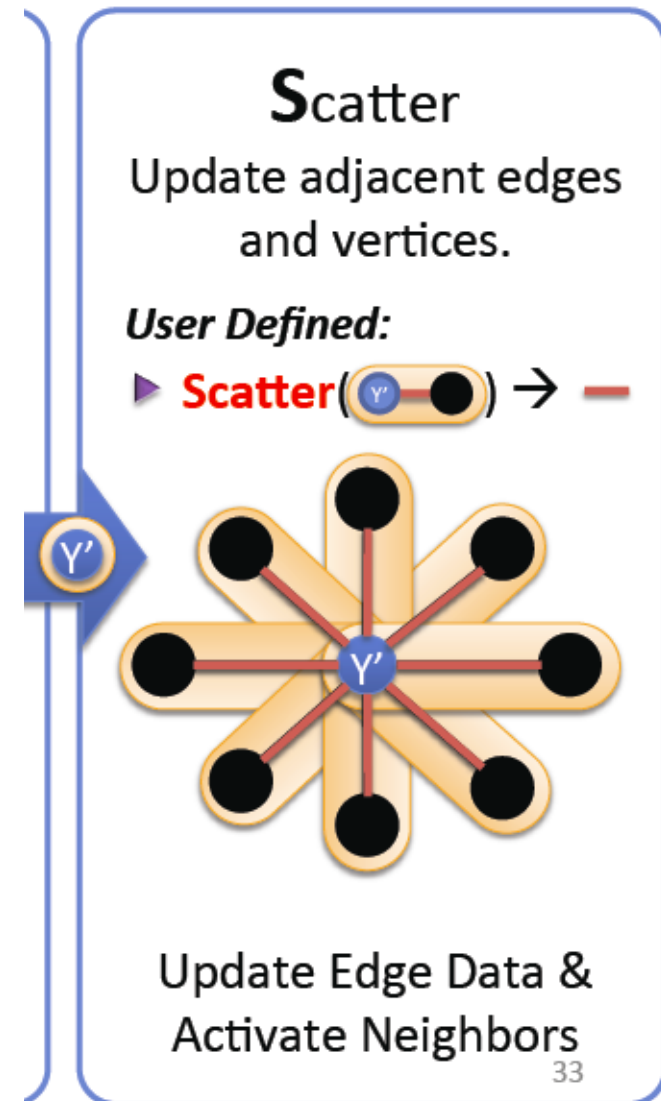 Scatter
Update adjacent edges
and vertices.
User Defined:
Scatter( Y' ) →
Y'
Y'
Update Edge Data &
Activate Neighbors
33